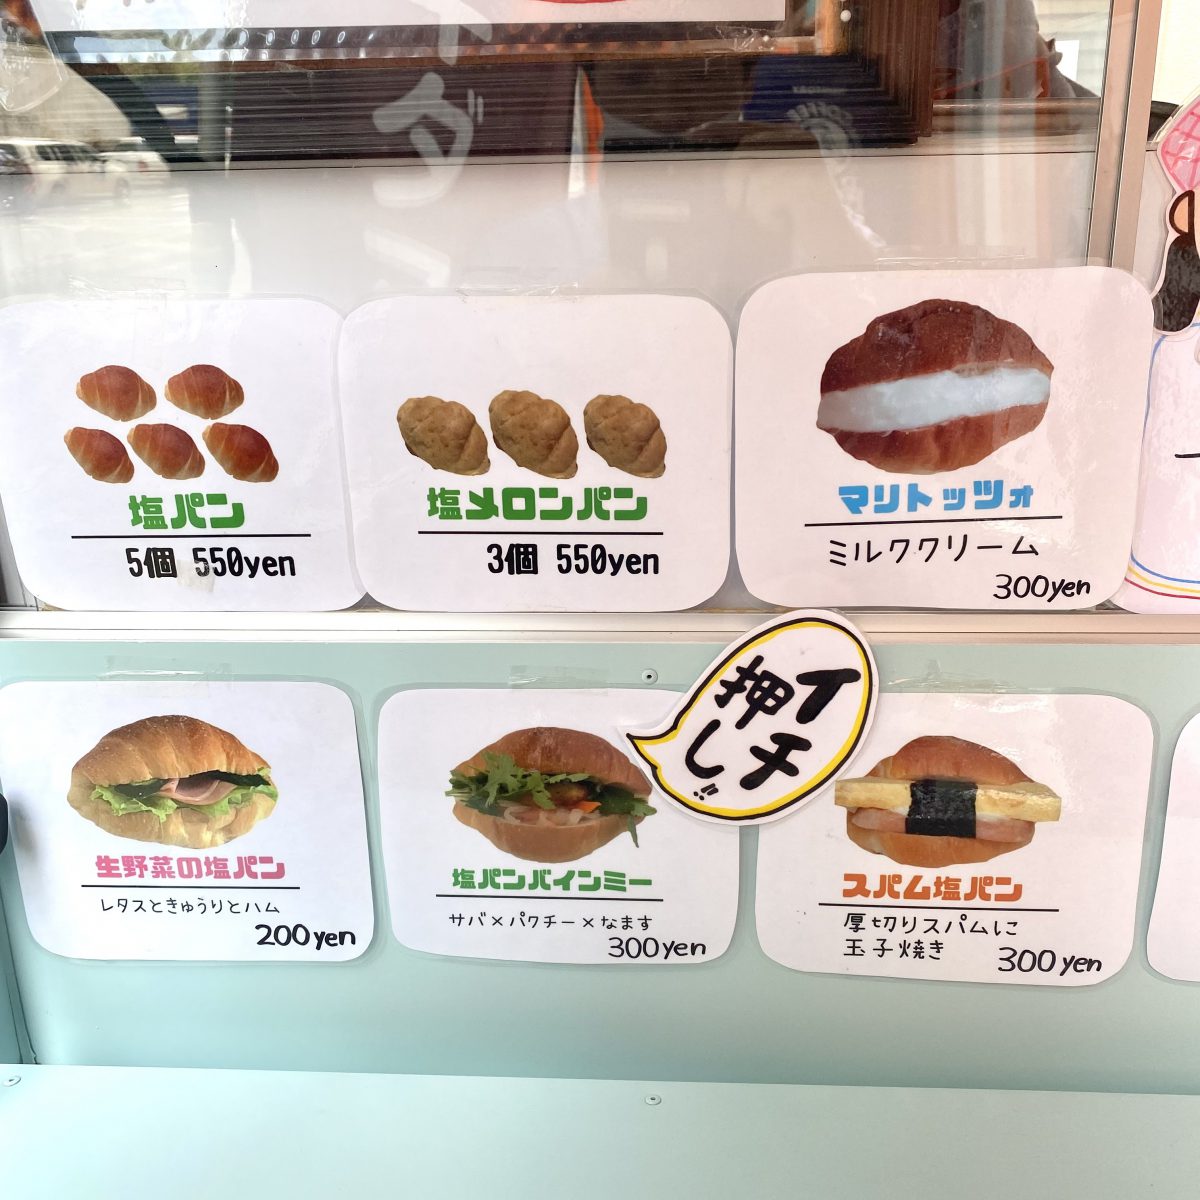 塩パン
5個 550yen
塩メロンパン
3個 550yen
マリトッツォ
ミルククリーム
300yen
生野菜の塩パン
レタスときゅうりとハム
200yen
塩パンバインミー
サバ×パクチー×なます
300yen
イチ
押し!!
スパム塩パン
厚切りスパムに
玉子焼き
300yen